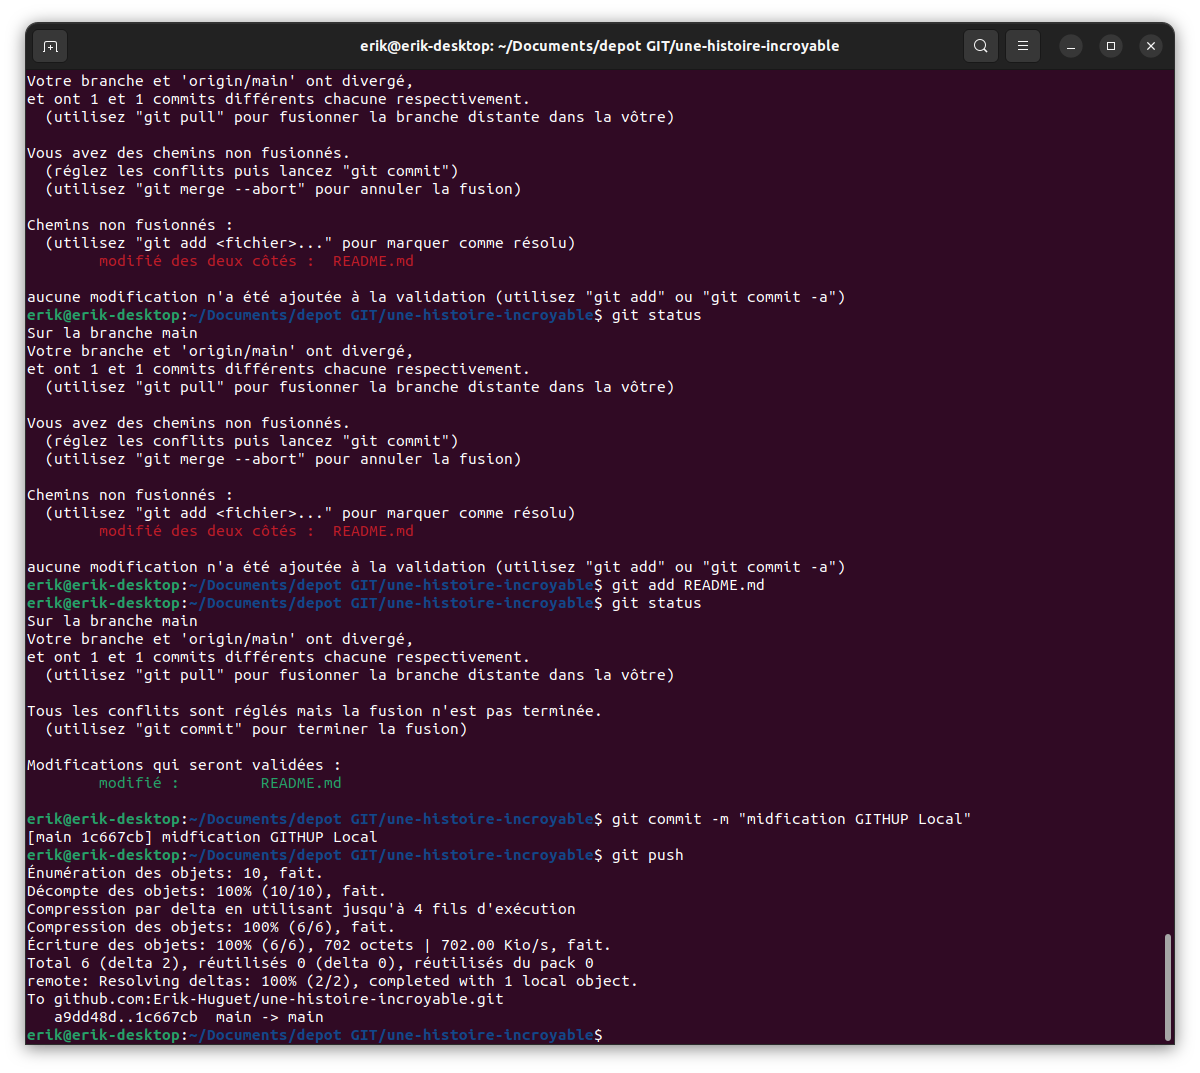 erik@erik-desktop: ~/Documents/depot GIT/une-histoire-incroyable
Votre branche et 'origin/main' ont divergé,
et ont 1 et 1 commits différents chacune respectivement.
  (utilisez "git pull" pour fusionner la branche distante dans la vôtre)

Vous avez des chemins non fusionnés.
  (réglez les conflits puis lancez "git commit")
  (utilisez "git merge --abort" pour annuler la fusion)

Chemins non fusionnés :
  (utilisez "git add <fichier>..." pour marquer comme résolu)
        modifié des deux côtés :  README.md

aucune modification n'a été ajoutée à la validation (utilisez "git add" ou "git commit -a")
erik@erik-desktop:~/Documents/depot GIT/une-histoire-incroyable$ git status
Sur la branche main
Votre branche et 'origin/main' ont divergé,
et ont 1 et 1 commits différents chacune respectivement.
  (utilisez "git pull" pour fusionner la branche distante dans la vôtre)

Vous avez des chemins non fusionnés.
  (réglez les conflits puis lancez "git commit")
  (utilisez "git merge --abort" pour annuler la fusion)

Chemins non fusionnés :
  (utilisez "git add <fichier>..." pour marquer comme résolu)
        modifié des deux côtés :  README.md

aucune modification n'a été ajoutée à la validation (utilisez "git add" ou "git commit -a")
erik@erik-desktop:~/Documents/depot GIT/une-histoire-incroyable$ git add README.md
erik@erik-desktop:~/Documents/depot GIT/une-histoire-incroyable$ git status
Sur la branche main
Votre branche et 'origin/main' ont divergé,
et ont 1 et 1 commits différents chacune respectivement.
  (utilisez "git pull" pour fusionner la branche distante dans la vôtre)

Tous les conflits sont réglés mais la fusion n'est pas terminée.
  (utilisez "git commit" pour terminer la fusion)

Modifications qui seront validées :
        modifié :         README.md

erik@erik-desktop:~/Documents/depot GIT/une-histoire-incroyable$ git commit -m "midfication GITHUP Local"
[main 1c667cb] midfication GITHUP Local
erik@erik-desktop:~/Documents/depot GIT/une-histoire-incroyable$ git push
Énumération des objets: 10, fait.
Décompte des objets: 100% (10/10), fait.
Compression par delta en utilisant jusqu'à 4 fils d'exécution
Compression des objets: 100% (6/6), fait.
Écriture des objets: 100% (6/6), 702 octets | 702.00 Kio/s, fait.
Total 6 (delta 2), réutilisés 0 (delta 0), réutilisés du pack 0
remote: Resolving deltas: 100% (2/2), completed with 1 local object.
To github.com:Erik-Huguet/une-histoire-incroyable.git
   a9dd48d..1c667cb  main -> main
erik@erik-desktop:~/Documents/depot GIT/une-histoire-incroyable$